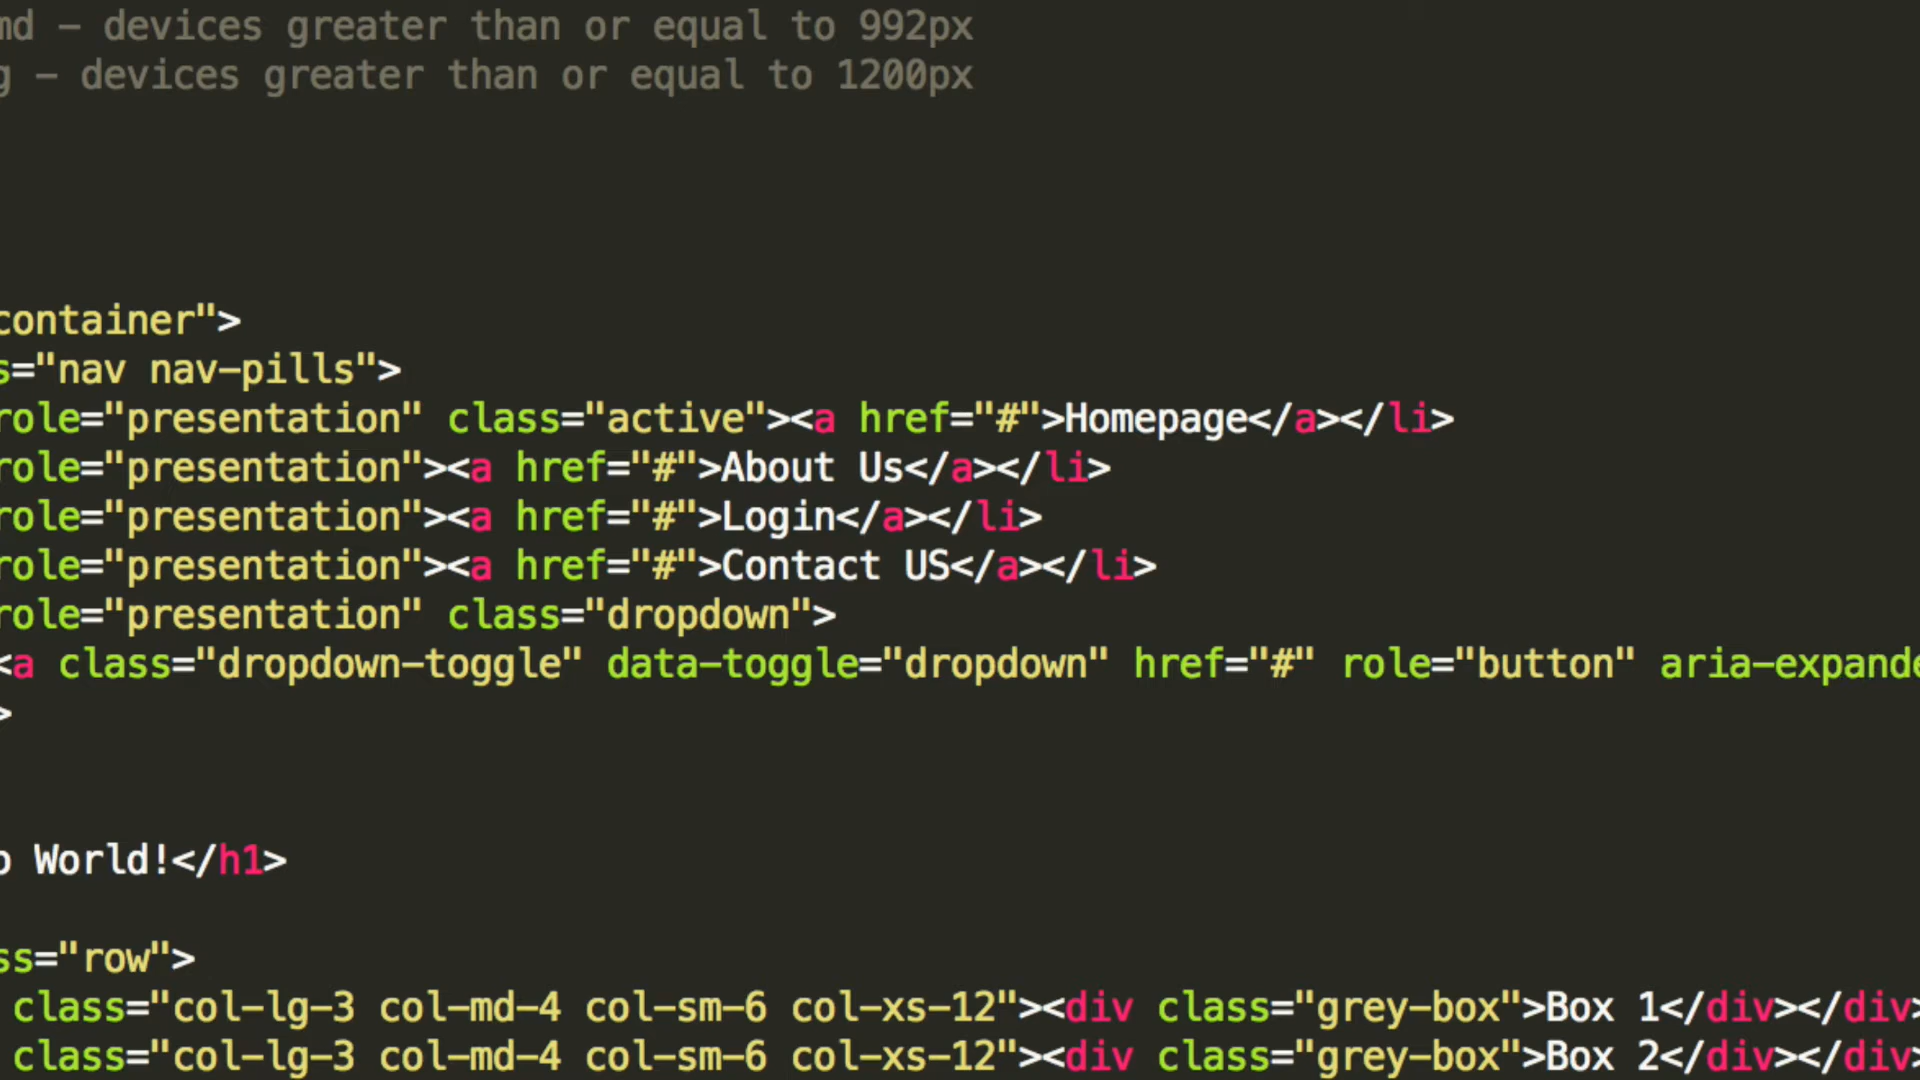 md – devices greater than or equal to 992px
g – devices greater than or equal to 1200px
container">
s="nav nav-pills">
role="presentation" class="active"><a href="#">Homepage</a></li>
role="presentation"><a href="#">About Us</a></li>
role="presentation"><a href="#">Login</a></li>
role="presentation"><a href="#">Contact US</a></li>
role="presentation" class="dropdown">
<a class="dropdown-toggle" data-toggle="dropdown" href="#" role="button" aria-expande
>
o World!</h1>
ss="row">
class="col-lg-3 col-md-4 col-sm-6 col-xs-12"><div class="grey-box">Box 1</div></div>
class="col-lg-3 col-md-4 col-sm-6 col-xs-12"><div class="grey-box">Box 2</div></div>